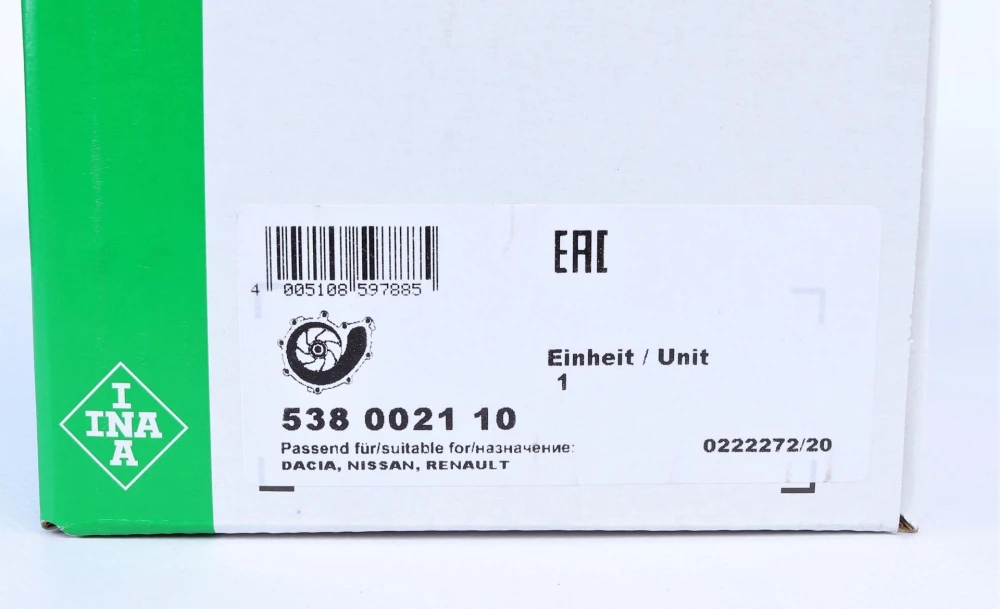 EAC
4 005108 597885
Einheit / Unit
1
538 0021 10
Passend für/suitable for/назначение:
DACIA, NISSAN, RENAULT
0222272/20
I
INA
A